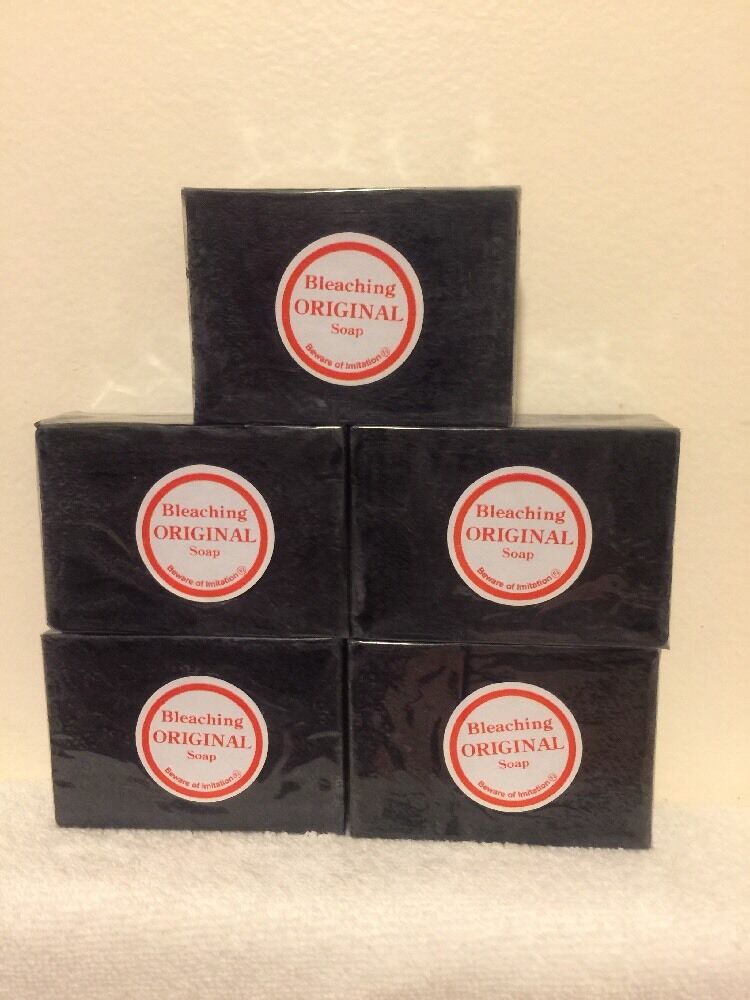 Bleaching
ORIGINAL
Soap
Beware of Imitation ®
Bleaching
ORIGINAL
Soap
Beware of Imitation ®
Bleaching
ORIGINAL
Soap
Beware of Imitation ®
Bleaching
ORIGINAL
Soap
Beware of Imitation ®
Bleaching
ORIGINAL
Soap
Beware of Imitation ®